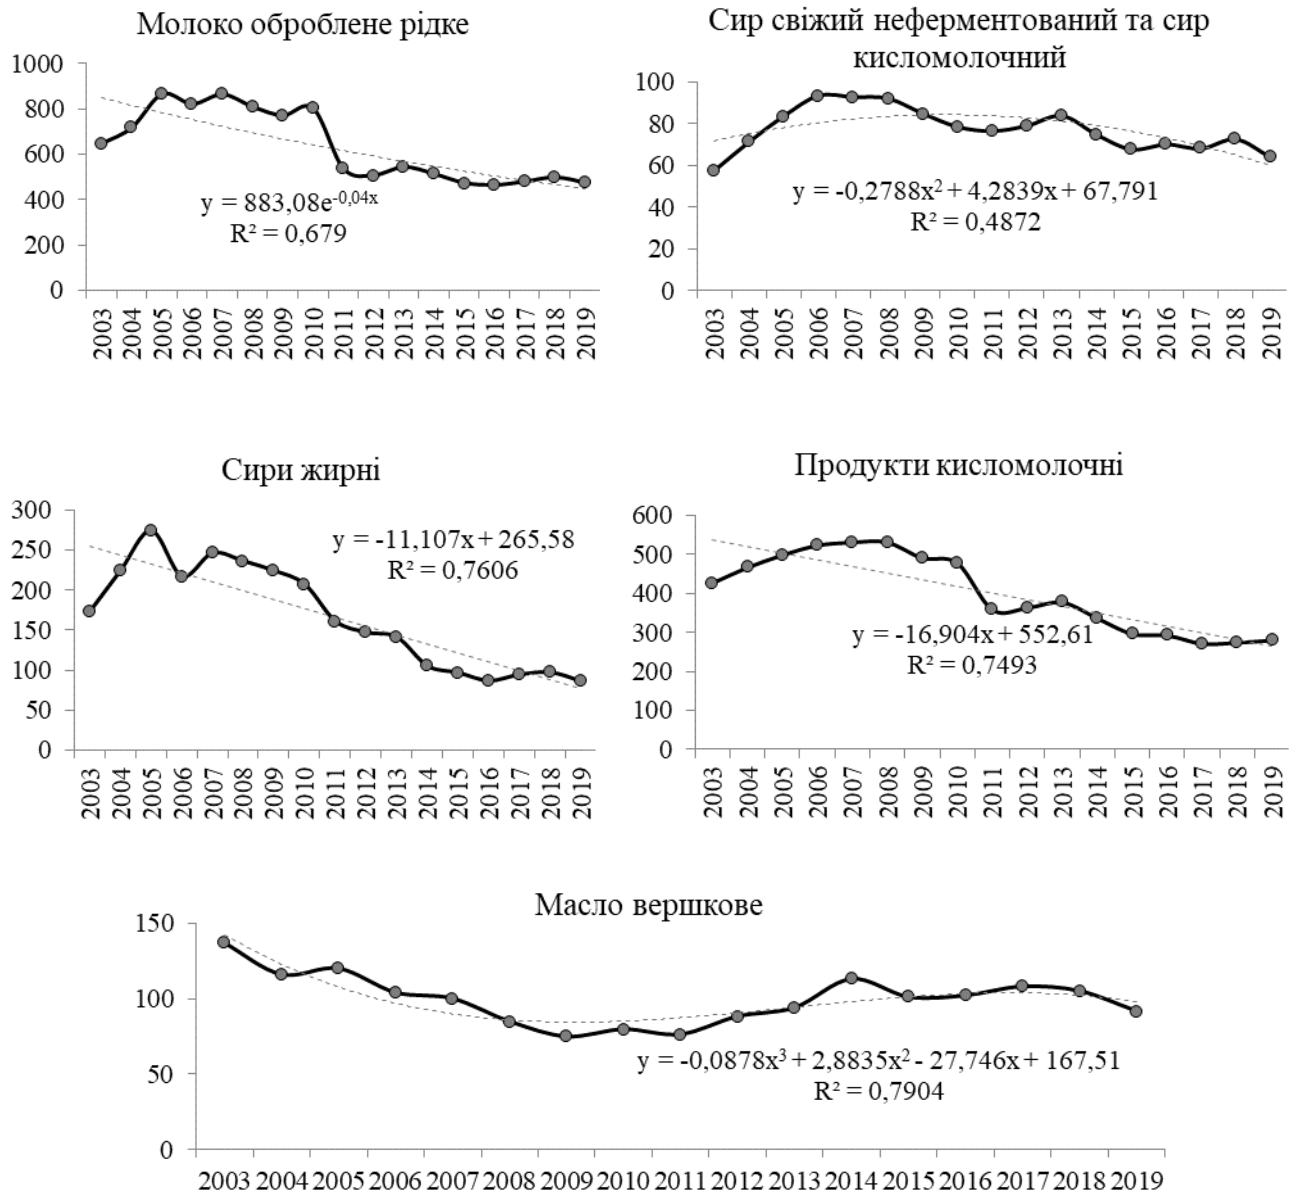 Молоко оброблене рідке
1000
800
600
400
200
0
y = 883,08e^-0,04x
R² = 0,679
2003 2004 2005 2006 2007 2008 2009 2010 2011 2012 2013 2014 2015 2016 2017 2018 2019
Сир свіжий неферментований та сир
кисломолочний
100
80
60
40
20
0
y = -0,2788x² + 4,2839x + 67,791
R² = 0,4872
2003 2004 2005 2006 2007 2008 2009 2010 2011 2012 2013 2014 2015 2016 2017 2018 2019
Сири жирні
300
250
200
150
100
50
0
y = -11,107x + 265,58
R² = 0,7606
2003 2004 2005 2006 2007 2008 2009 2010 2011 2012 2013 2014 2015 2016 2017 2018 2019
Продукти кисломолочні
600
500
400
300
200
100
0
y = -16,904x + 552,61
R² = 0,7493
2003 2004 2005 2006 2007 2008 2009 2010 2011 2012 2013 2014 2015 2016 2017 2018 2019
Масло вершкове
150
100
50
0
y = -0,0878x³ + 2,8835x² - 27,746x + 167,51
R² = 0,7904
2003 2004 2005 2006 2007 2008 2009 2010 2011 2012 2013 2014 2015 2016 2017 2018 2019